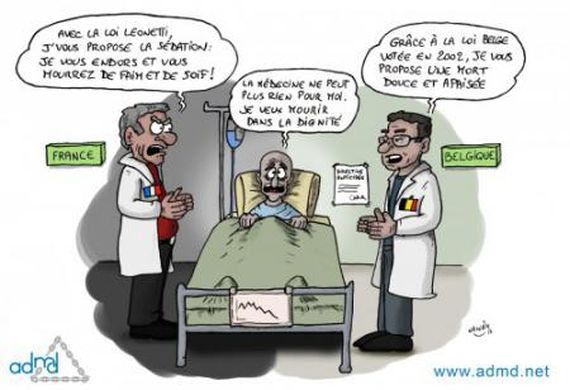 AVEC LA LOI LEONETTI,
J'VOUS PROPOSE LA SÉDATION:
JE VOUS ENDORS ET VOUS
MOURREZ DE FAIM ET DE SOIF!
LA MÉDECINE NE PEUT
PLUS RIEN POUR MOI.
JE VEUX MOURIR
DANS LA DIGNITÉ
GRÂCE À LA LOI BELGE
VOTÉE EN 2002, JE VOUS
PROPOSE UNE MORT
DOUCE ET APAISÉE
FRANCE
BELGIQUE
admd
www.admd.net